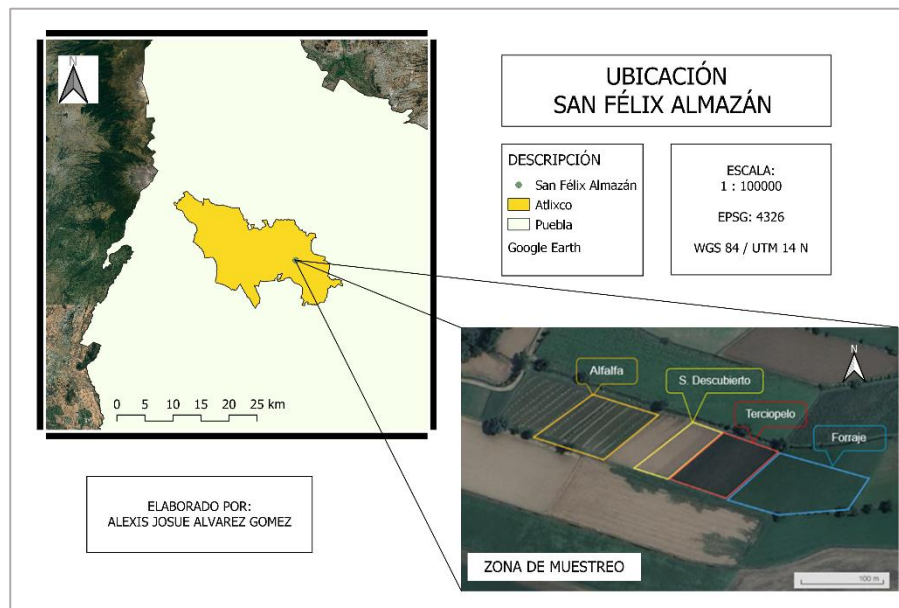 N
UBICACIÓN
SAN FÉLIX ALMAZÁN
DESCRIPCIÓN
San Félix Almazán
Atlixco
Puebla
Google Earth
ESCALA:
1 : 100000
EPSG: 4326
WGS 84 / UTM 14 N
0 5 10 15 20 25 km
N
Alfalfa
S. Descubierto
Terciopelo
Forraje
ZONA DE MUESTREO
100 m
ELABORADO POR:
ALEXIS JOSUE ALVAREZ GOMEZ